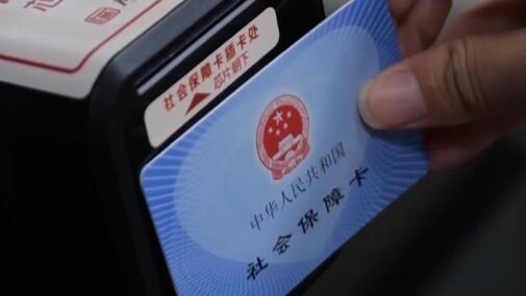 社会保障卡插卡处
芯片朝下
中华人民共和国
社会保障卡